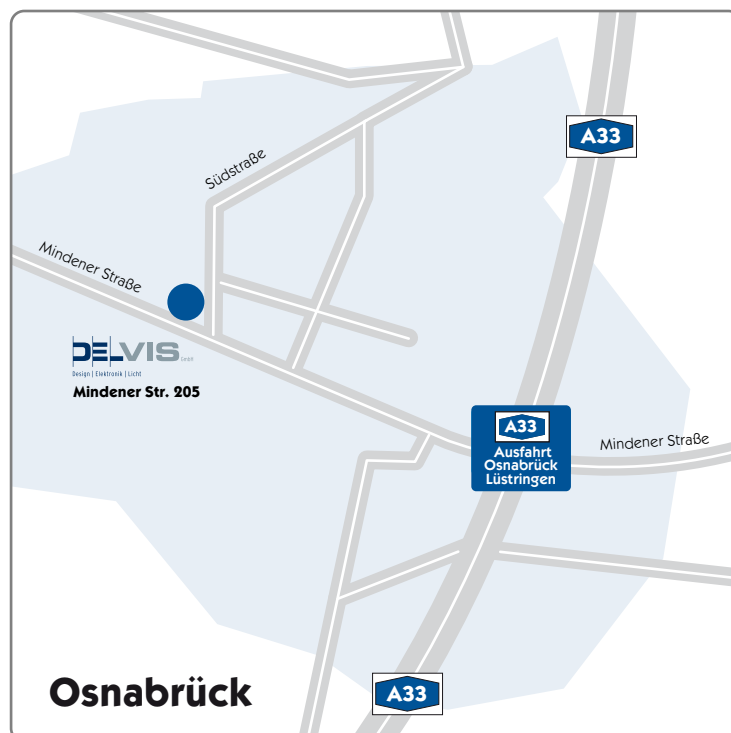 A33
Südstraße
Mindener Straße
DELVIS GmbH
Design | Elektronik | Licht
Mindener Str. 205
A33
Ausfahrt
Osnabrück
Lüstringen
Mindener Straße
Osnabrück
A33